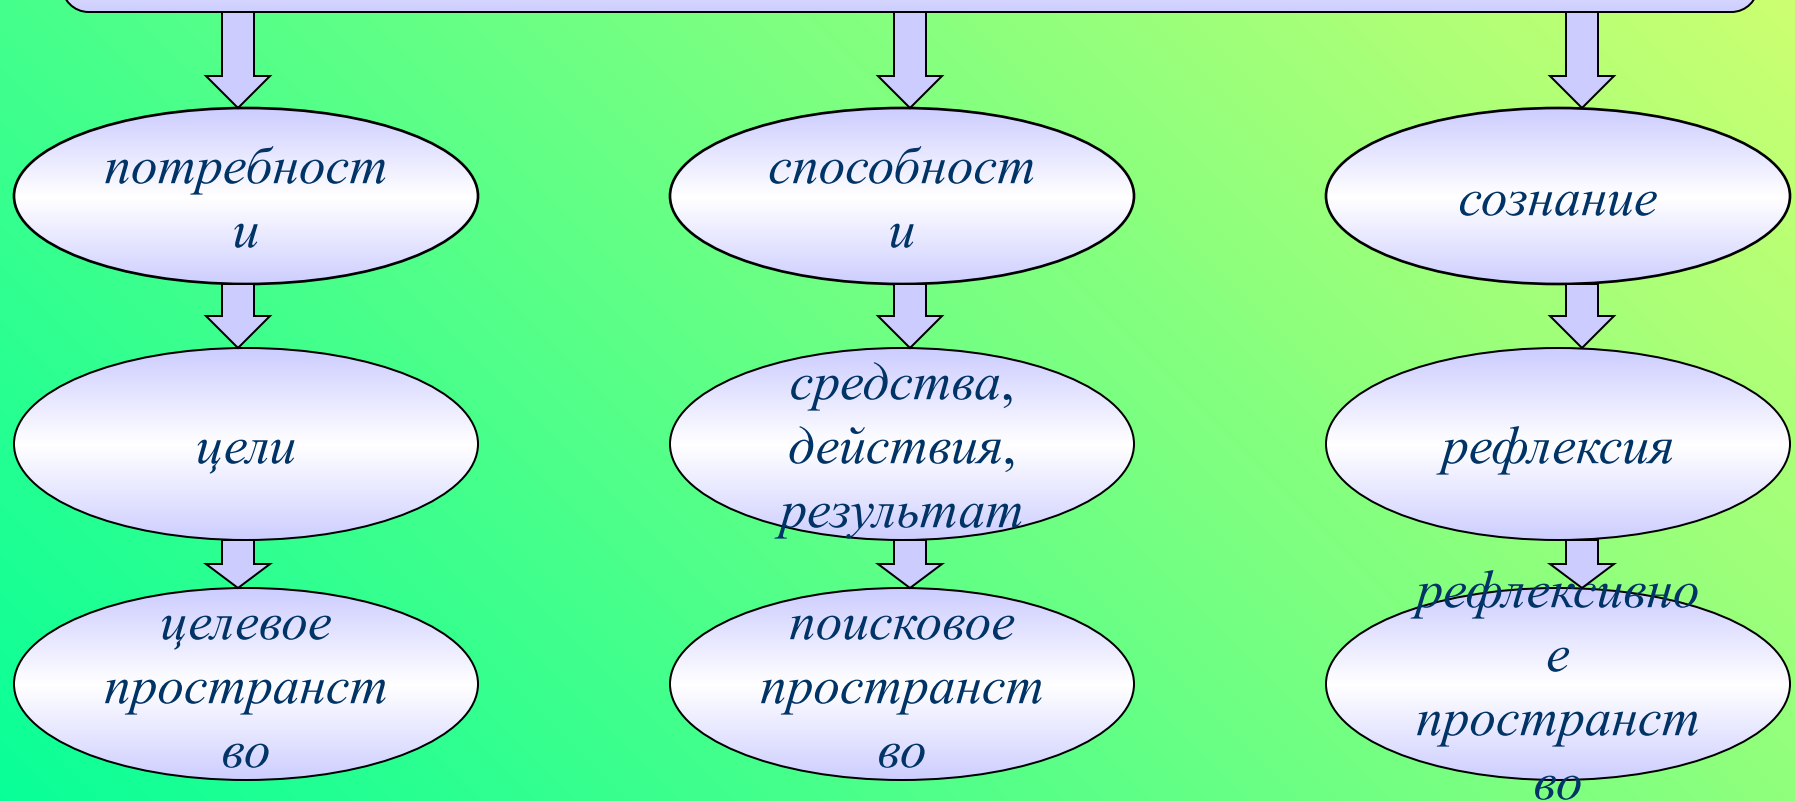 потребност
и
способност
и
сознание
цели
средства,
действия,
результат
рефлексия
целевое
пространст
во
поисковое
пространст
во
рефлексивно
е
пространст
во